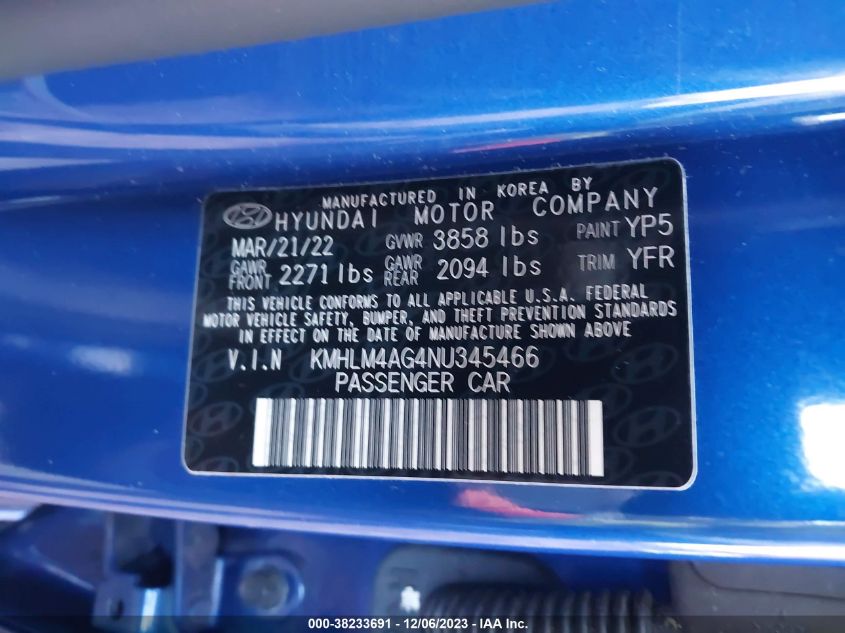 MANUFACTURED IN KOREA BY
HYUNDAI MOTOR COMPANY
MAR/21/22 GVWR 3858 lbs PAINT YP5
GAWR FRONT 2271 lbs GAWR REAR 2094 lbs TRIM YFR
THIS VEHICLE CONFORMS TO ALL APPLICABLE U.S.A. FEDERAL
MOTOR VEHICLE SAFETY, BUMPER, AND THEFT PREVENTION STANDARDS
IN EFFECT ON THE DATE OF MANUFACTURE SHOWN ABOVE
V.I.N KMHLM4AG4NU345466
PASSENGER CAR
000-38233691 - 12/06/2023 - IAA Inc.